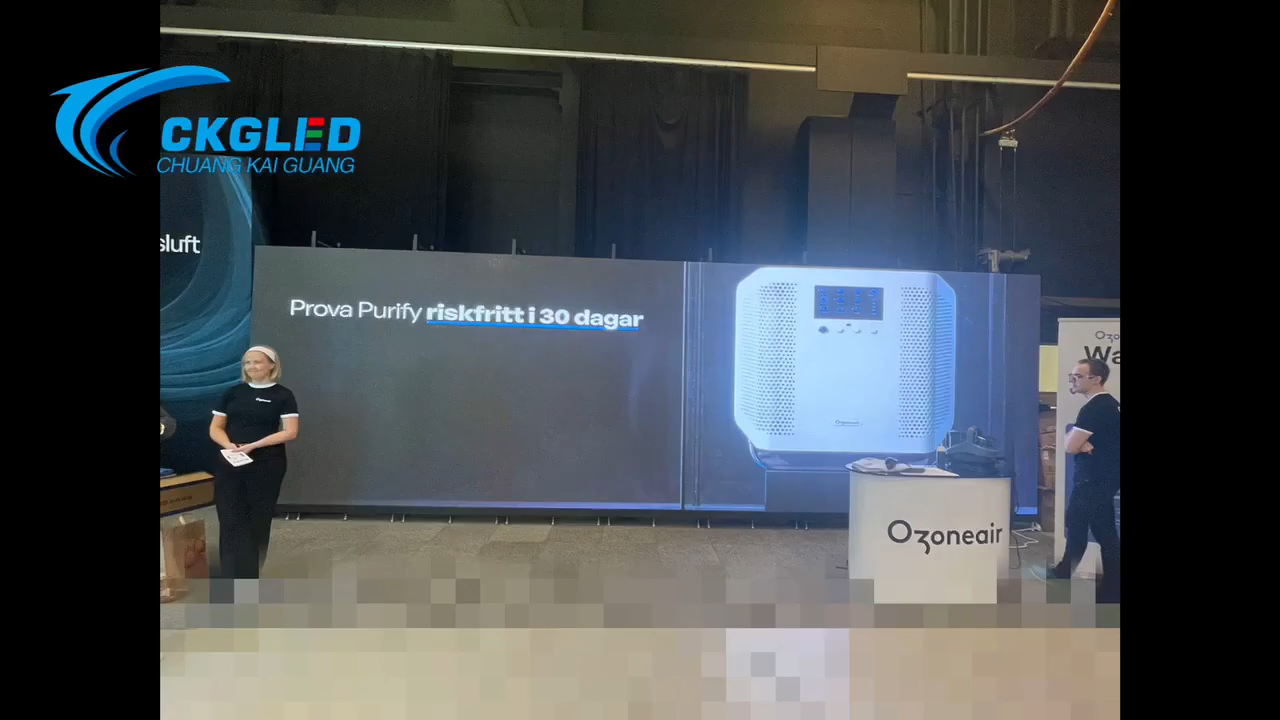 CKGLED
CHUANG KAI GUANG
sluft
Prova Purify riskfritt i 30 dagar
Ozoneair